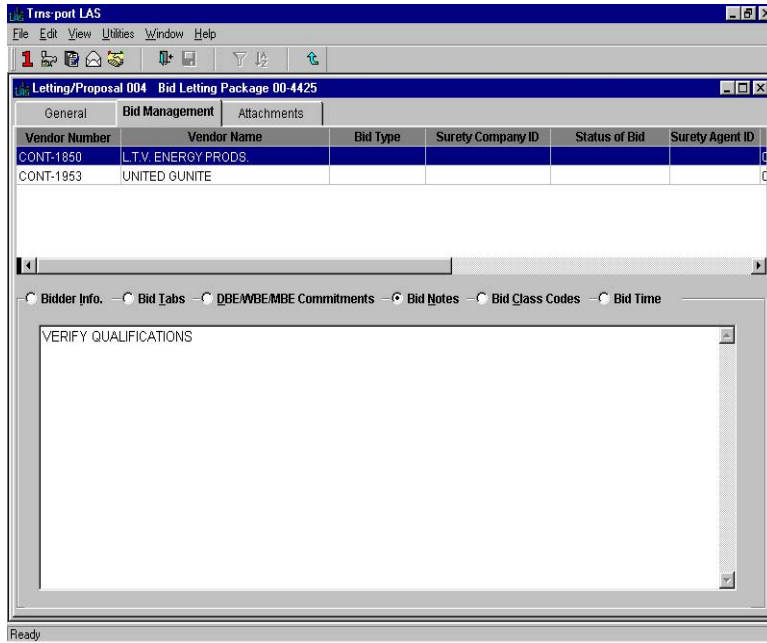 Trns·port LAS
File Edit View Utilities Window Help
Letting/Proposal 004 Bid Letting Package 00-4425
General Bid Management Attachments
Vendor Number Vendor Name Bid Type Surety Company ID Status of Bid Surety Agent ID
CONT-1850 L.T.V. ENERGY PRODS.
CONT-1953 UNITED GUNITE
Bidder Info. Bid Tabs DBE/WBE/MBE Commitments Bid Notes Bid Class Codes Bid Time
VERIFY QUALIFICATIONS
Ready